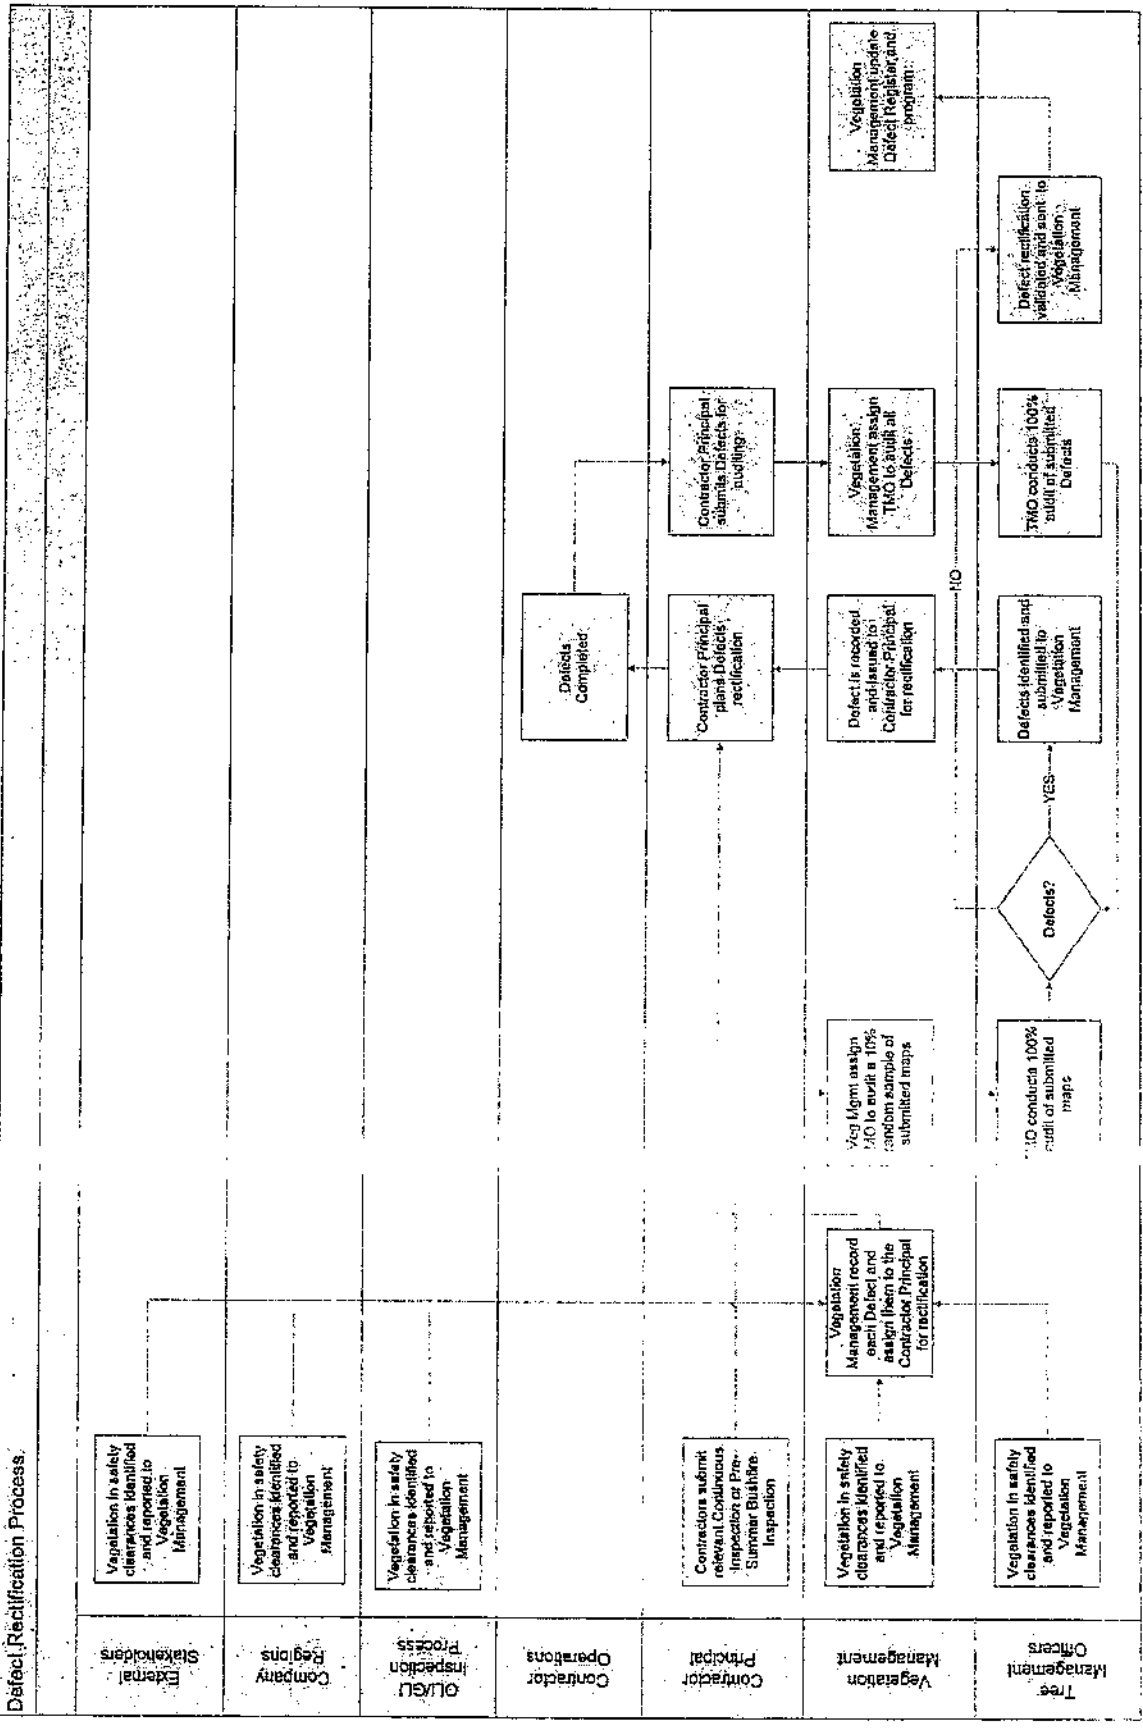 Defect Rectification Process
External
Stakeholders
Vegetation in safety
clearances identified
and reported to
Vegetation
Management
Company
Regions
Vegetation in safety
clearances identified
and reported to
Vegetation
Management
OLI/GLI
Inspection
Process
Vegetation in safety
clearances identified
and reported to
Vegetation
Management
Contractor
Operations
Defects
Completed
Contractor
Principal
Contractors submit
relevant Continuous
Inspection or Pre-
Summer Bushfire
Inspection
Contractor Principal
plans Defects
rectification
Contractor Principal
submits Defects for
auditing
Vegetation
Management
Vegetation in safety
clearances identified
and reported to
Vegetation
Management
Vegetation
Management record
each Defect and
assign them to the
Contractor Principal
for rectification
Veg Mgmt assign
MO to audit a 10%
random sample of
submitted maps
Defect is recorded
and issued to
Contractor Principal
for rectification
Vegetation
Management assign
TMO to audit all
Defects
Vegetation
Management update
Defect Register and
program
Tree
Management
Officers
Vegetation in safety
clearances identified
and reported to
Vegetation
Management
MO conducts 100%
audit of submitted
maps
Defects?
YES
NO
Defects identified and
submitted to
Vegetation
Management
TMO conducts 100%
audit of submitted
Defects
Defect rectification
validated and sent to
Vegetation
Management